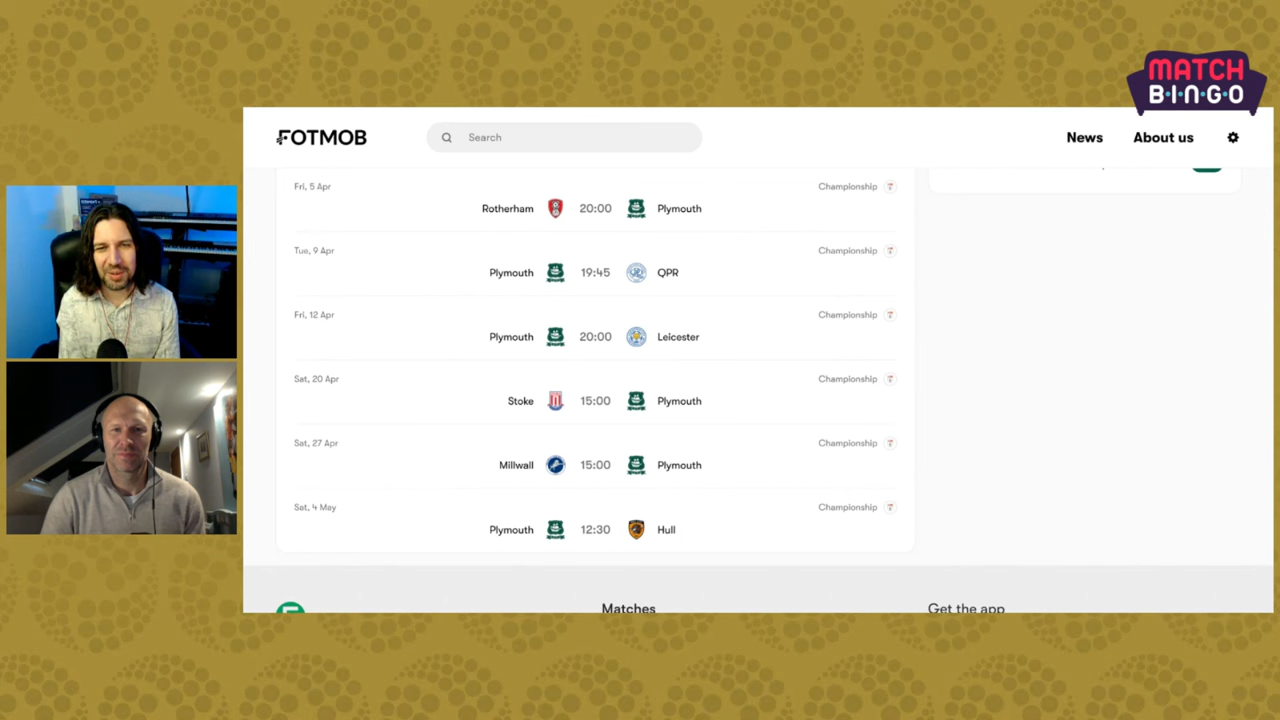 MATCH
B·I·N·G·O
FOTMOB
Search
News
About us
Fri, 5 Apr
Championship
Rotherham 20:00 Plymouth
Tue, 9 Apr
Championship
Plymouth 19:45 QPR
Fri, 12 Apr
Championship
Plymouth 20:00 Leicester
Sat, 20 Apr
Championship
Stoke 15:00 Plymouth
Sat, 27 Apr
Championship
Millwall 15:00 Plymouth
Sat, 4 May
Championship
Plymouth 12:30 Hull
Matches
Get the app